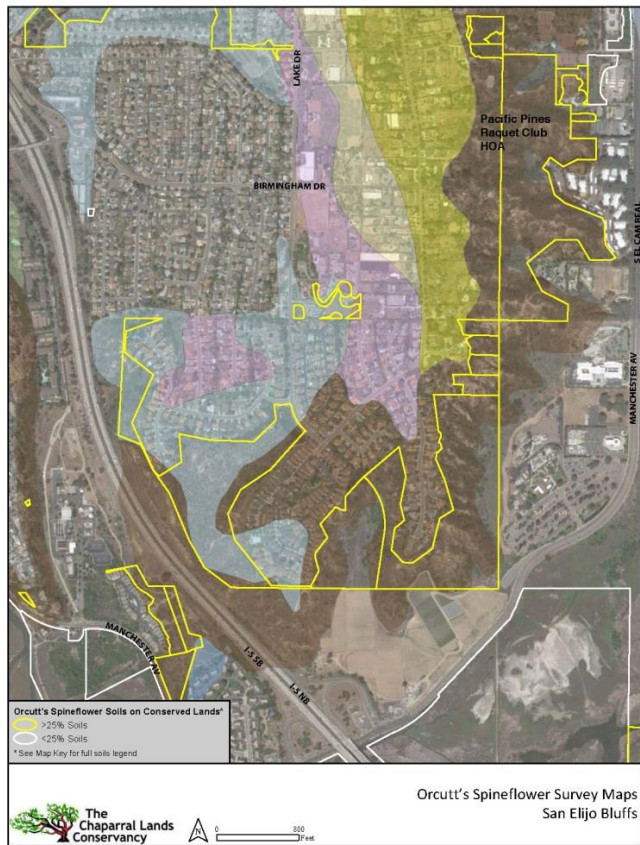 LAKE DR
Pacific Pines
Raquet Club
HOA
BIRMINGHAM DR
S EL CAM REAL
MANCHESTER AV
MANCHESTER AV
I-5 SB
I-5 NB
Orcutt's Spineflower Soils on Conserved Lands*
>25% Soils
<25% Soils
* See Map Key for full soils legend
Orcutt's Spineflower Survey Maps
San Elijo Bluffs
The
Chaparral Lands
Conservancy
N
0 800
Feet